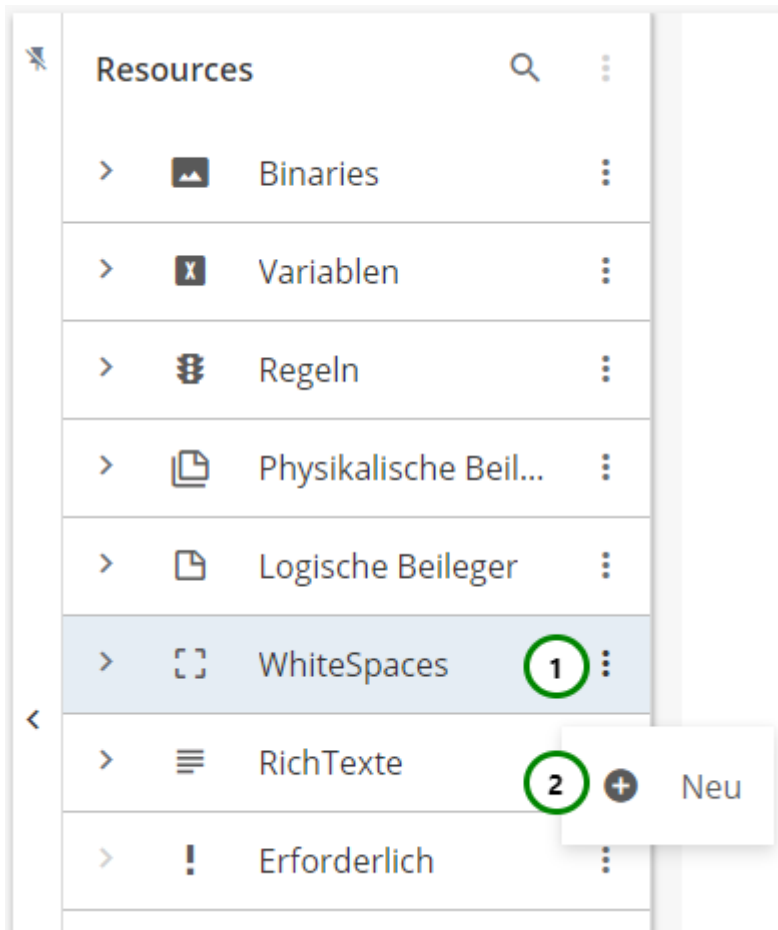 Resources
Binaries
X Variablen
Regeln
Physikalische Beil...
Logische Beileger
WhiteSpaces 1
RichTexte
2 Neu
Erforderlich